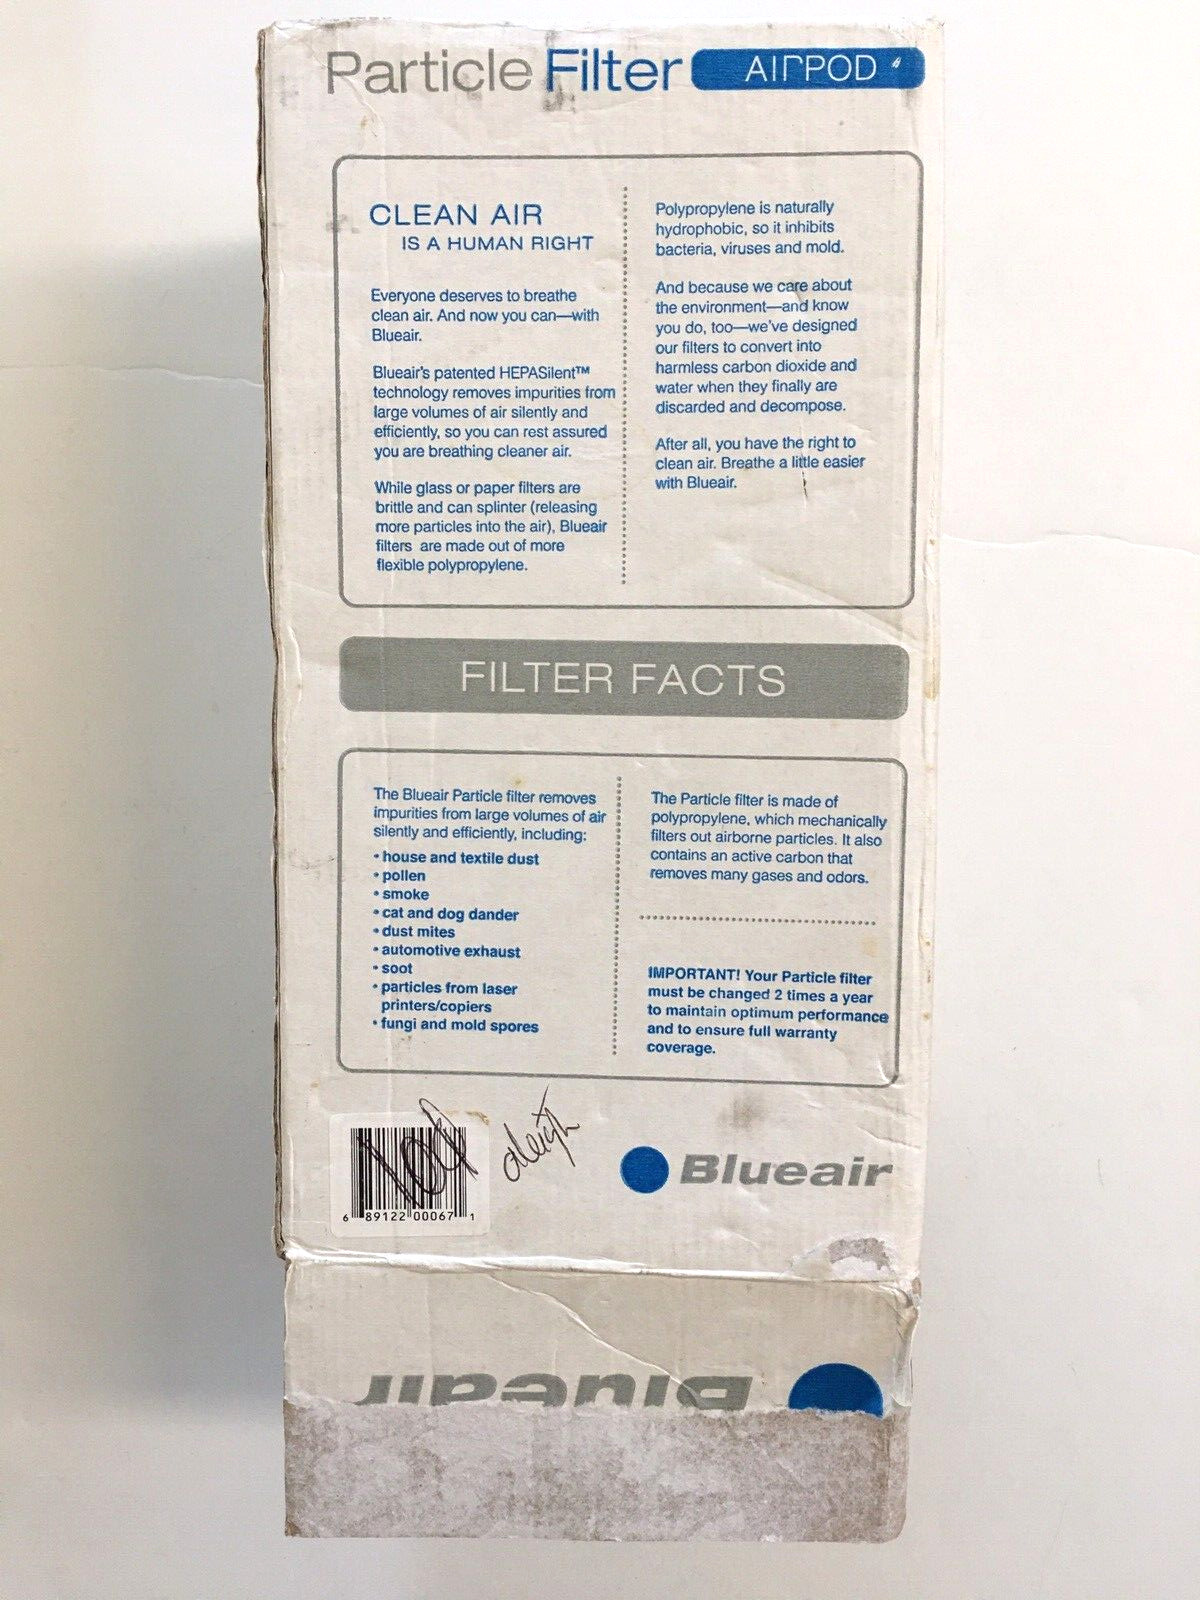 Particle Filter AIrPOD
CLEAN AIR
IS A HUMAN RIGHT
Everyone deserves to breathe
clean air. And now you can—with
Blueair.
Blueair's patented HEPASilent™
technology removes impurities from
large volumes of air silently and
efficiently, so you can rest assured
you are breathing cleaner air.
While glass or paper filters are
brittle and can splinter (releasing
more particles into the air), Blueair
filters are made out of more
flexible polypropylene.
Polypropylene is naturally
hydrophobic, so it inhibits
bacteria, viruses and mold.
And because we care about
the environment—and know
you do, too—we've designed
our filters to convert into
harmless carbon dioxide and
water when they finally are
discarded and decompose.
After all, you have the right to
clean air. Breathe a little easier
with Blueair.
FILTER FACTS
The Blueair Particle filter removes
impurities from large volumes of air
silently and efficiently, including:
• house and textile dust
• pollen
• smoke
• cat and dog dander
• dust mites
• automotive exhaust
• soot
• particles from laser
printers/copiers
• fungi and mold spores
The Particle filter is made of
polypropylene, which mechanically
filters out airborne particles. It also
contains an active carbon that
removes many gases and odors.
IMPORTANT! Your Particle filter
must be changed 2 times a year
to maintain optimum performance
and to ensure full warranty
coverage.
6 89122 00067 1
Blueair
Blueair